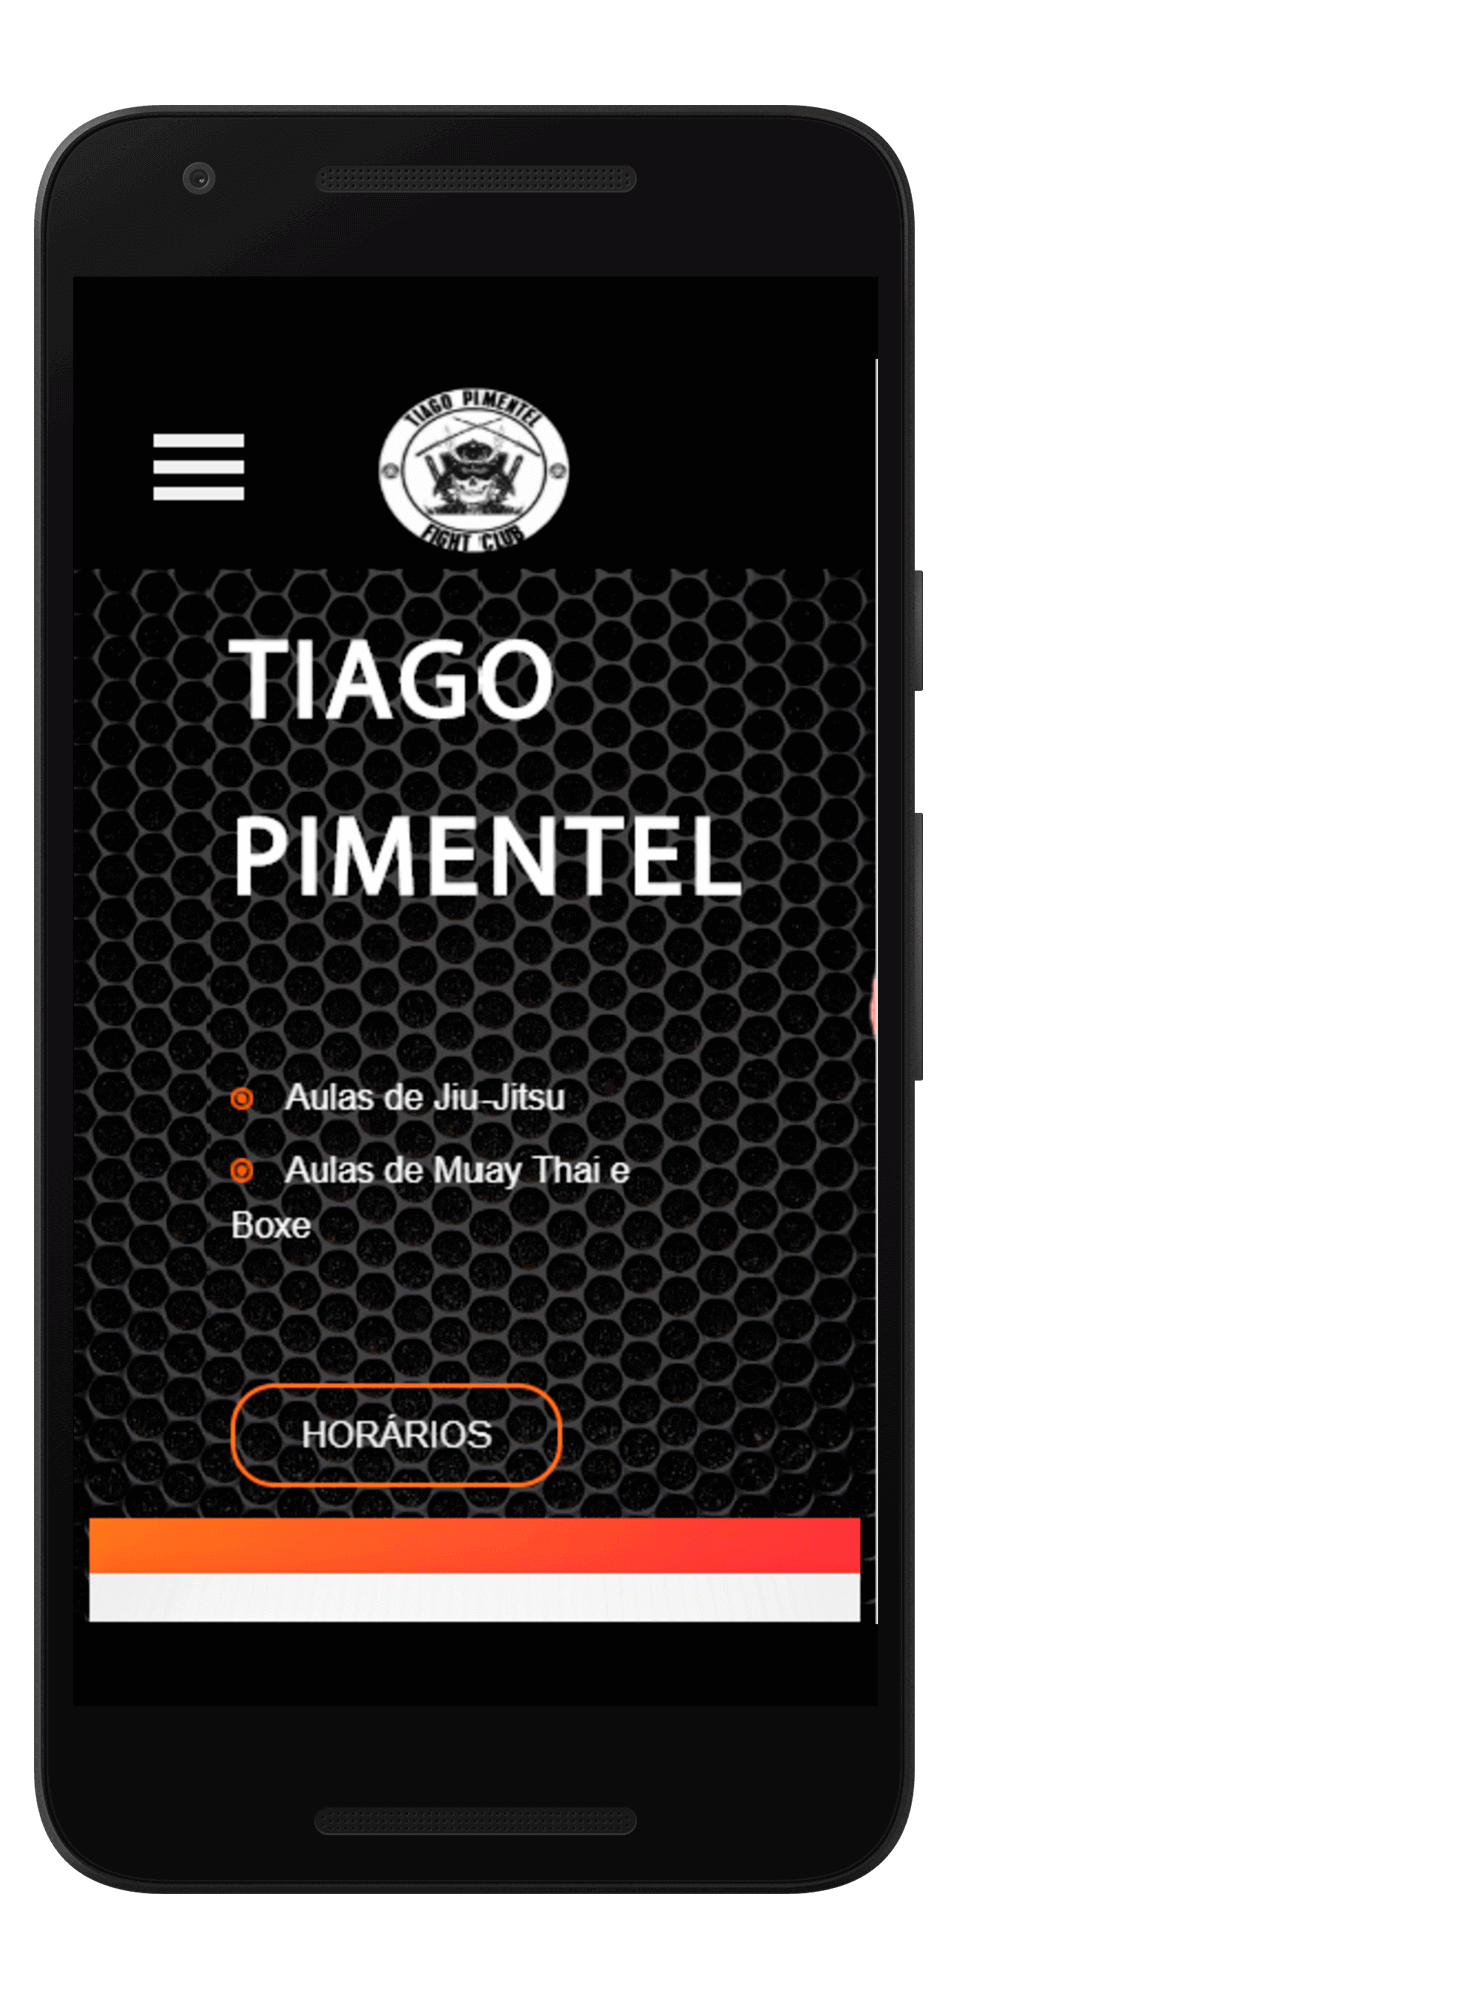 TIAGO PIMENTEL
FIGHT CLUB
TIAGO
PIMENTEL
Aulas de Jiu-Jitsu
Aulas de Muay Thai e
Boxe
HORÁRIOS